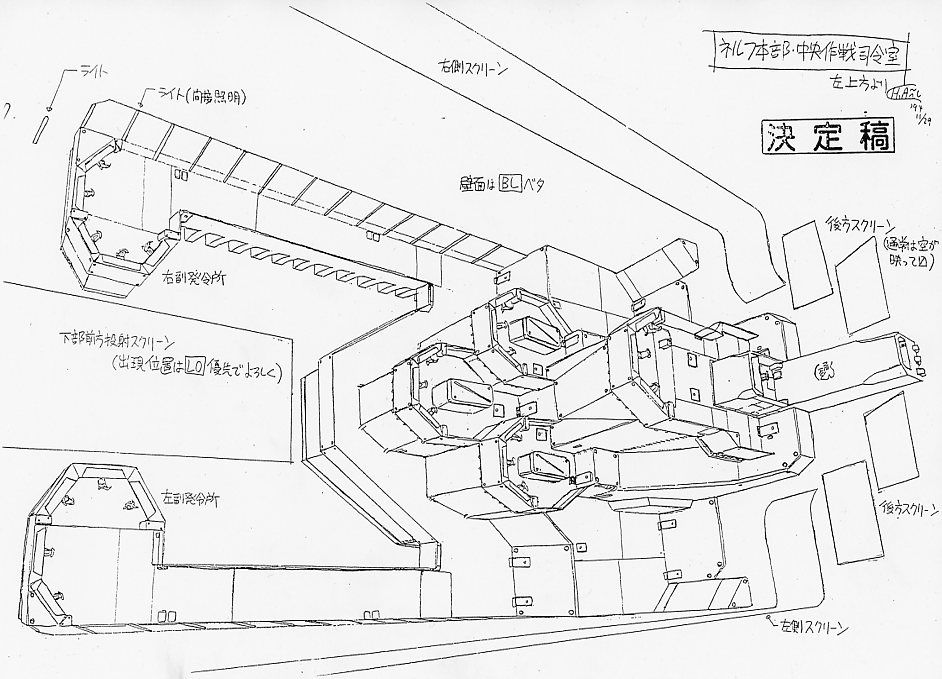 ネルフ本部・中央作戦司令室
左上方より
'94
11/29
決定稿
ライト
ライト(間接照明)
7.
右側スクリーン
壁面は BL ベタ
後方スクリーン
(通常は空が
映って図)
右副発令所
下部前方投射スクリーン
(出現位置は LO 優先でよろしく)
左副発令所
後方スクリーン
左側スクリーン